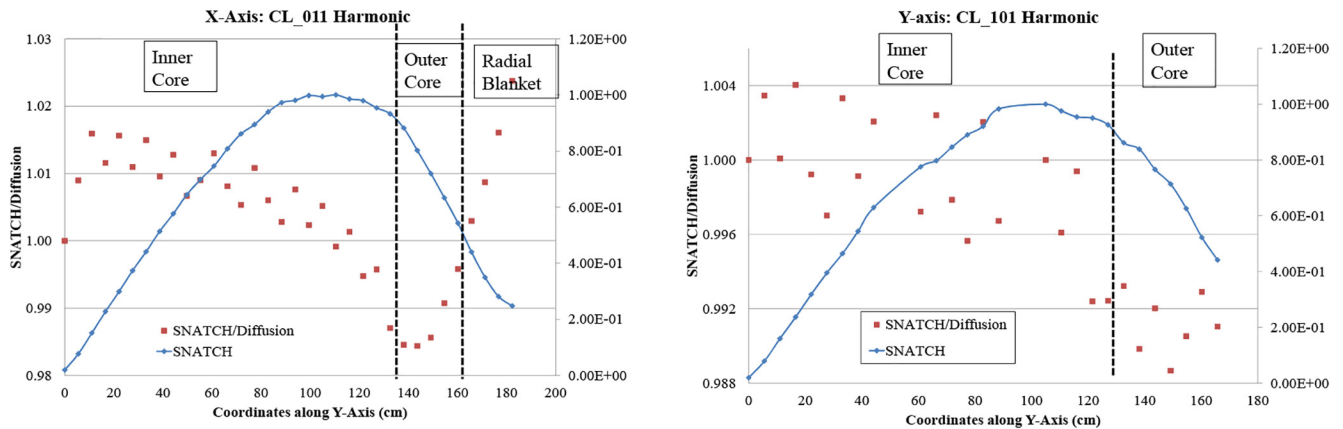 X-Axis: CL_011 Harmonic
1.03
1.02
1.01
1.00
0.99
0.98
SNATCH/Diffusion
Inner
Core
Outer
Core
Radial
Blanket
1.20E+00
1.00E+00
8.00E-01
6.00E-01
4.00E-01
2.00E-01
0.00E+00
SNATCH/Diffusion
SNATCH
0 20 40 60 80 100 120 140 160 180 200
Coordinates along Y-Axis (cm)
Y-axis: CL_101 Harmonic
1.004
1.000
0.996
0.992
0.988
SNATCH/Diffusion
Inner
Core
Outer
Core
1.20E+00
1.00E+00
8.00E-01
6.00E-01
4.00E-01
2.00E-01
0.00E+00
SNATCH/Diffusion
SNATCH
0 20 40 60 80 100 120 140 160 180
Coordinates along Y-Axis (cm)